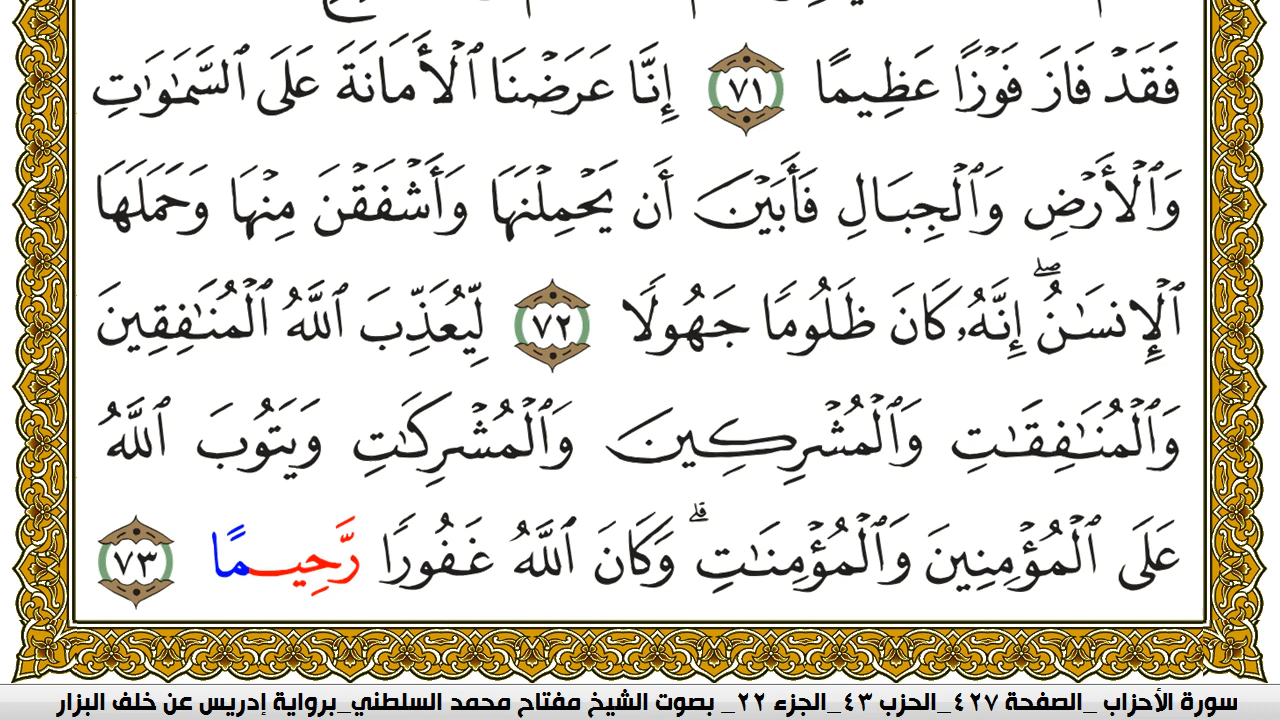 فَقَدْ فَازَ فَوْزًا عَظِيمًا ٧١ إِنَّا عَرَضْنَا ٱلْأَمَانَةَ عَلَى ٱلسَّمَٰوَٰتِ
وَٱلْأَرْضِ وَٱلْجِبَالِ فَأَبَيْنَ أَن يَحْمِلْنَهَا وَأَشْفَقْنَ مِنْهَا وَحَمَلَهَا
ٱلْإِنسَٰنُۖ إِنَّهُۥ كَانَ ظَلُومًا جَهُولًا ٧٢ لِّيُعَذِّبَ ٱللَّهُ ٱلْمُنَٰفِقِينَ
وَٱلْمُنَٰفِقَٰتِ وَٱلْمُشْرِكِينَ وَٱلْمُشْرِكَٰتِ وَيَتُوبَ ٱللَّهُ
عَلَى ٱلْمُؤْمِنِينَ وَٱلْمُؤْمِنَٰتِۗ وَكَانَ ٱللَّهُ غَفُورًا رَّحِيمًا ٧٣
سورة الأحزاب _الصفحة ٤٢٧_الحزب ٤٣_الجزء ٢٢_ بصوت الشيخ مفتاح محمد السلطني_برواية إدريس عن خلف البزار